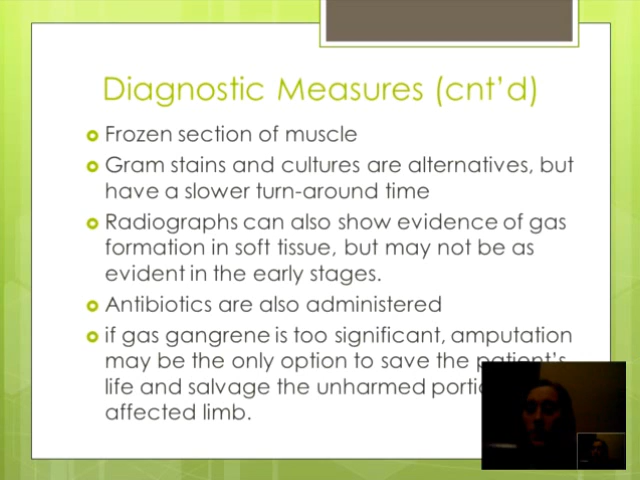 Diagnostic Measures (cnt'd)
Frozen section of muscle
Gram stains and cultures are alternatives, but
have a slower turn-around time
Radiographs can also show evidence of gas
formation in soft tissue, but may not be as
evident in the early stages.
Antibiotics are also administered
if gas gangrene is too significant, amputation
may be the only option to save the patient's
life and salvage the unharmed
affected limb.